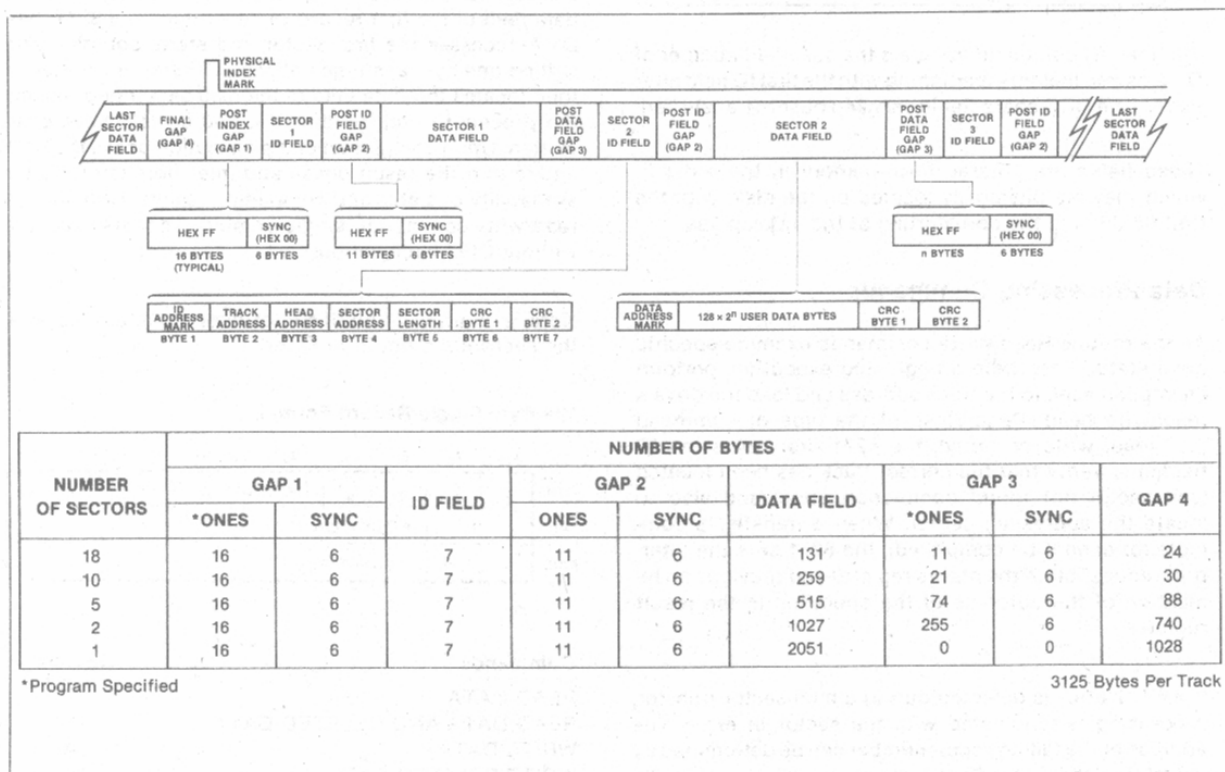 PHYSICAL
INDEX
MARK
LAST
SECTOR
DATA
FIELD
FINAL
GAP
(GAP 4)
POST
INDEX
GAP
(GAP 1)
SECTOR
1
ID FIELD
POST ID
FIELD
GAP
(GAP 2)
SECTOR 1
DATA FIELD
POST
DATA
FIELD
GAP
(GAP 3)
SECTOR
2
ID FIELD
POST ID
FIELD
GAP
(GAP 2)
SECTOR 2
DATA FIELD
POST
DATA
FIELD
GAP
(GAP 3)
SECTOR
3
ID FIELD
POST ID
FIELD
GAP
(GAP 2)
LAST
SECTOR
DATA
FIELD
HEX FF
SYNC
(HEX 00)
16 BYTES
(TYPICAL)
6 BYTES
HEX FF
SYNC
(HEX 00)
11 BYTES
6 BYTES
HEX FF
SYNC
(HEX 00)
n BYTES
6 BYTES
ID
ADDRESS
MARK
TRACK
ADDRESS
HEAD
ADDRESS
SECTOR
ADDRESS
SECTOR
LENGTH
CRC
BYTE 1
CRC
BYTE 2
BYTE 1 BYTE 2 BYTE 3 BYTE 4 BYTE 5 BYTE 6 BYTE 7
DATA
ADDRESS
MARK
128 × 2ⁿ USER DATA BYTES
CRC
BYTE 1
CRC
BYTE 2
NUMBER
OF SECTORS
NUMBER OF BYTES
GAP 1 ID FIELD GAP 2 DATA FIELD GAP 3 GAP 4
*ONES SYNC ONES SYNC *ONES SYNC
18 16 6 7 11 6 131 11 6 24
10 16 6 7 11 6 259 21 6 30
5 16 6 7 11 6 515 74 6 88
2 16 6 7 11 6 1027 255 6 740
1 16 6 7 11 6 2051 0 0 1028
*Program Specified
3125 Bytes Per Track